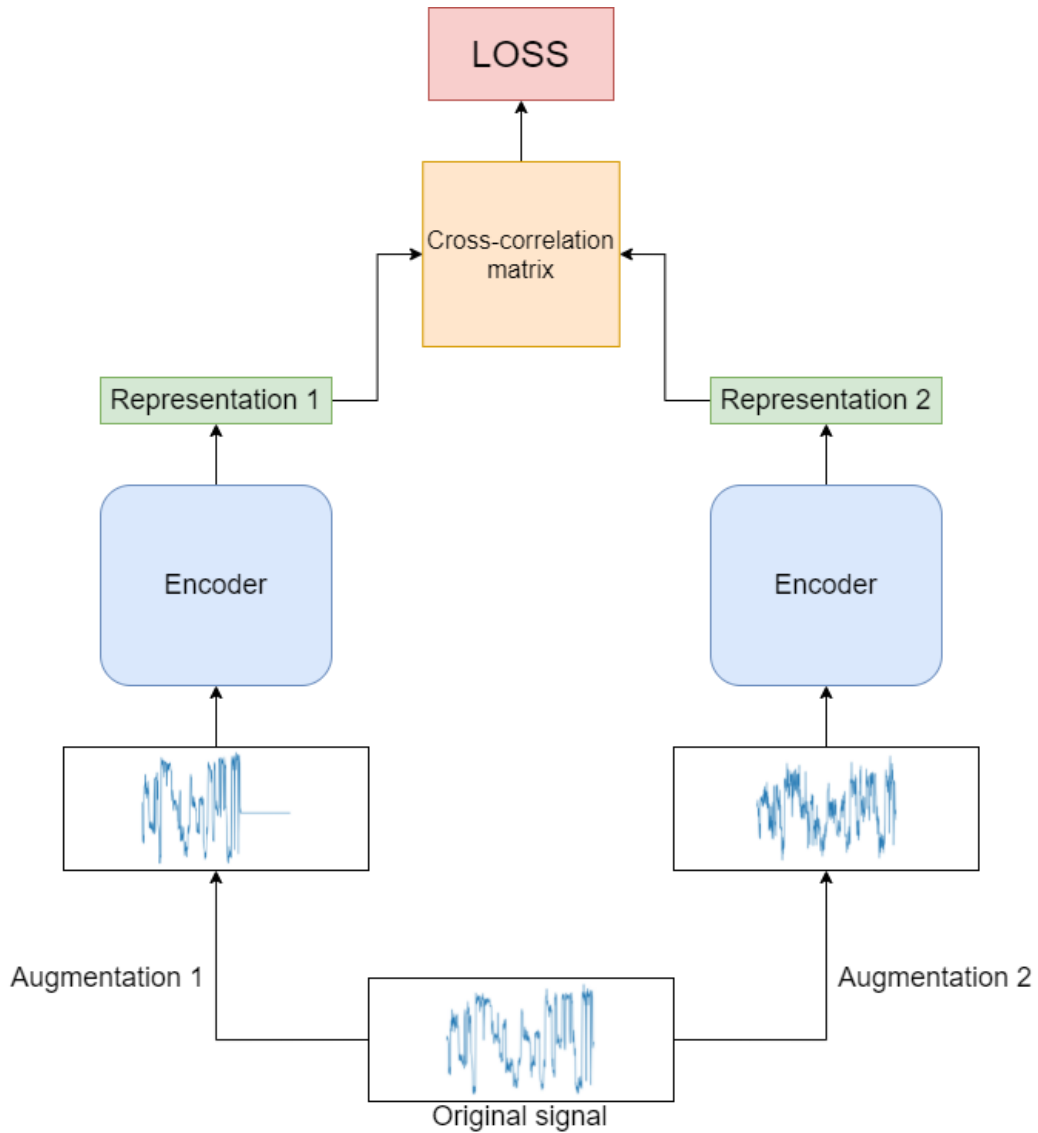 LOSS
Cross-correlation
matrix
Representation 1
Representation 2
Encoder
Encoder
Augmentation 1
Augmentation 2
Original signal